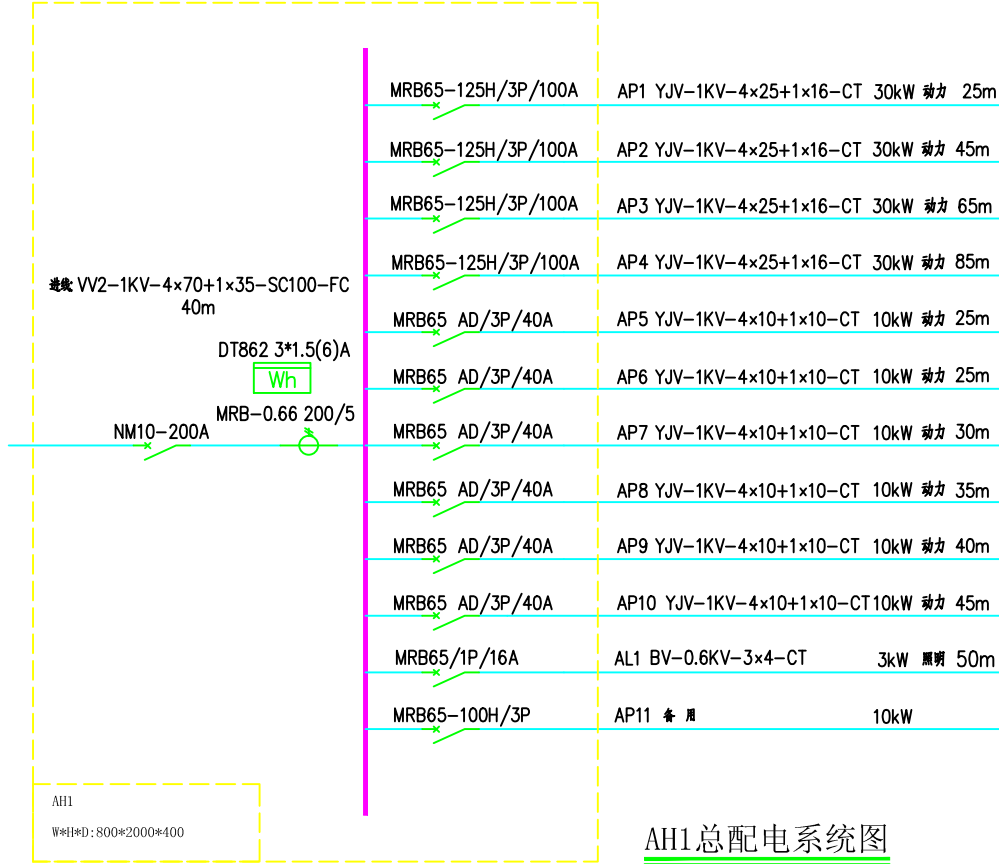 MRB65-125H/3P/100A AP1 YJV-1KV-4×25+1×16-CT 30kW 动力 25m
MRB65-125H/3P/100A AP2 YJV-1KV-4×25+1×16-CT 30kW 动力 45m
MRB65-125H/3P/100A AP3 YJV-1KV-4×25+1×16-CT 30kW 动力 65m
MRB65-125H/3P/100A AP4 YJV-1KV-4×25+1×16-CT 30kW 动力 85m
进线 VV2-1KV-4×70+1×35-SC100-FC
40m
MRB65 AD/3P/40A AP5 YJV-1KV-4×10+1×10-CT 10kW 动力 25m
DT862 3*1.5(6)A
Wh
MRB65 AD/3P/40A AP6 YJV-1KV-4×10+1×10-CT 10kW 动力 25m
MRB-0.66 200/5
NM10-200A
MRB65 AD/3P/40A AP7 YJV-1KV-4×10+1×10-CT 10kW 动力 30m
MRB65 AD/3P/40A AP8 YJV-1KV-4×10+1×10-CT 10kW 动力 35m
MRB65 AD/3P/40A AP9 YJV-1KV-4×10+1×10-CT 10kW 动力 40m
MRB65 AD/3P/40A AP10 YJV-1KV-4×10+1×10-CT 10kW 动力 45m
MRB65/1P/16A AL1 BV-0.6KV-3×4-CT 3kW 照明 50m
MRB65-100H/3P AP11 备用 10kW
AH1
W*H*D:800*2000*400
AH1总配电系统图